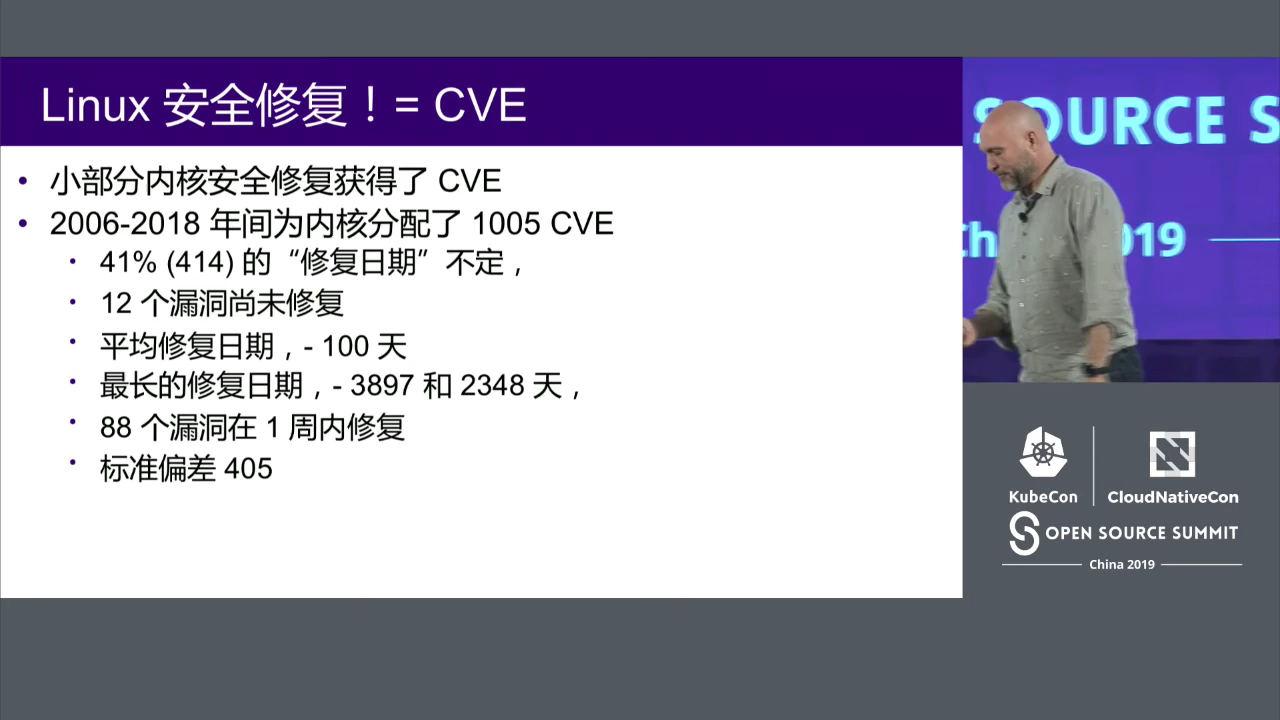 Linux 安全修复！= CVE
• 小部分内核安全修复获得了 CVE
• 2006-2018 年间为内核分配了 1005 CVE
• 41% (414) 的“修复日期”不定，
• 12 个漏洞尚未修复
• 平均修复日期，- 100 天
• 最长的修复日期，- 3897 和 2348 天，
• 88 个漏洞在 1 周内修复
• 标准偏差 405
SOURCE S
Ch 019
KubeCon
CloudNativeCon
OPEN SOURCE SUMMIT
China 2019